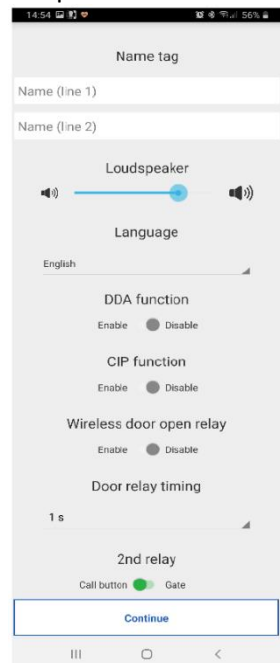 14:54 56%
Name tag
Name (line 1)
Name (line 2)
Loudspeaker
Language
English
DDA function
Enable Disable
CIP function
Enable Disable
Wireless door open relay
Enable Disable
Door relay timing
1 s
2nd relay
Call button Gate
Continue